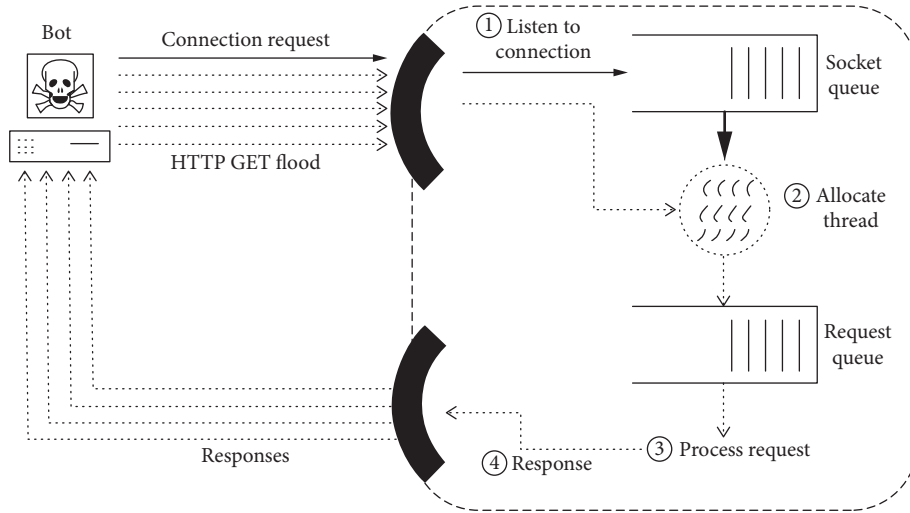 Bot
Connection request
HTTP GET flood
1 Listen to
connection
Socket
queue
2 Allocate
thread
Request
queue
3 Process request
4 Response
Responses